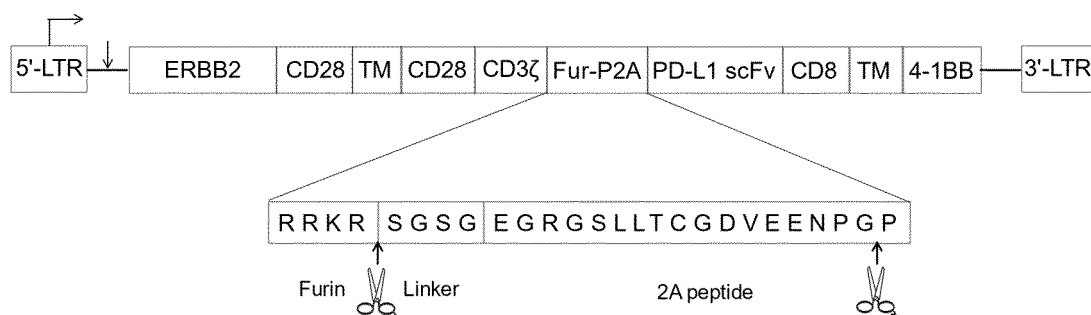 5'-LTR ERBB2 CD28 TM CD28 CD3ζ Fur-P2A PD-L1 scFv CD8 TM 4-1BB 3'-LTR
R R K R S G S G E G R G S L L T C G D V E E N P G P
Furin Linker 2A peptide